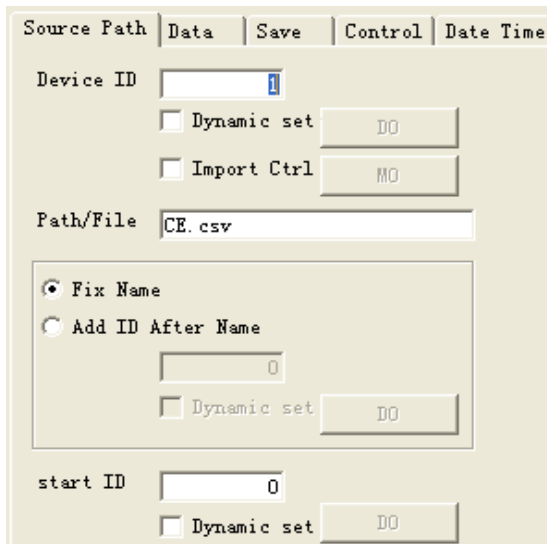 Source Path Data Save Control Date Time
Device ID 1
Dynamic set DO
Import Ctrl MO
Path/File CE.csv
Fix Name
Add ID After Name
0
Dynamic set DO
start ID 0
Dynamic set DO